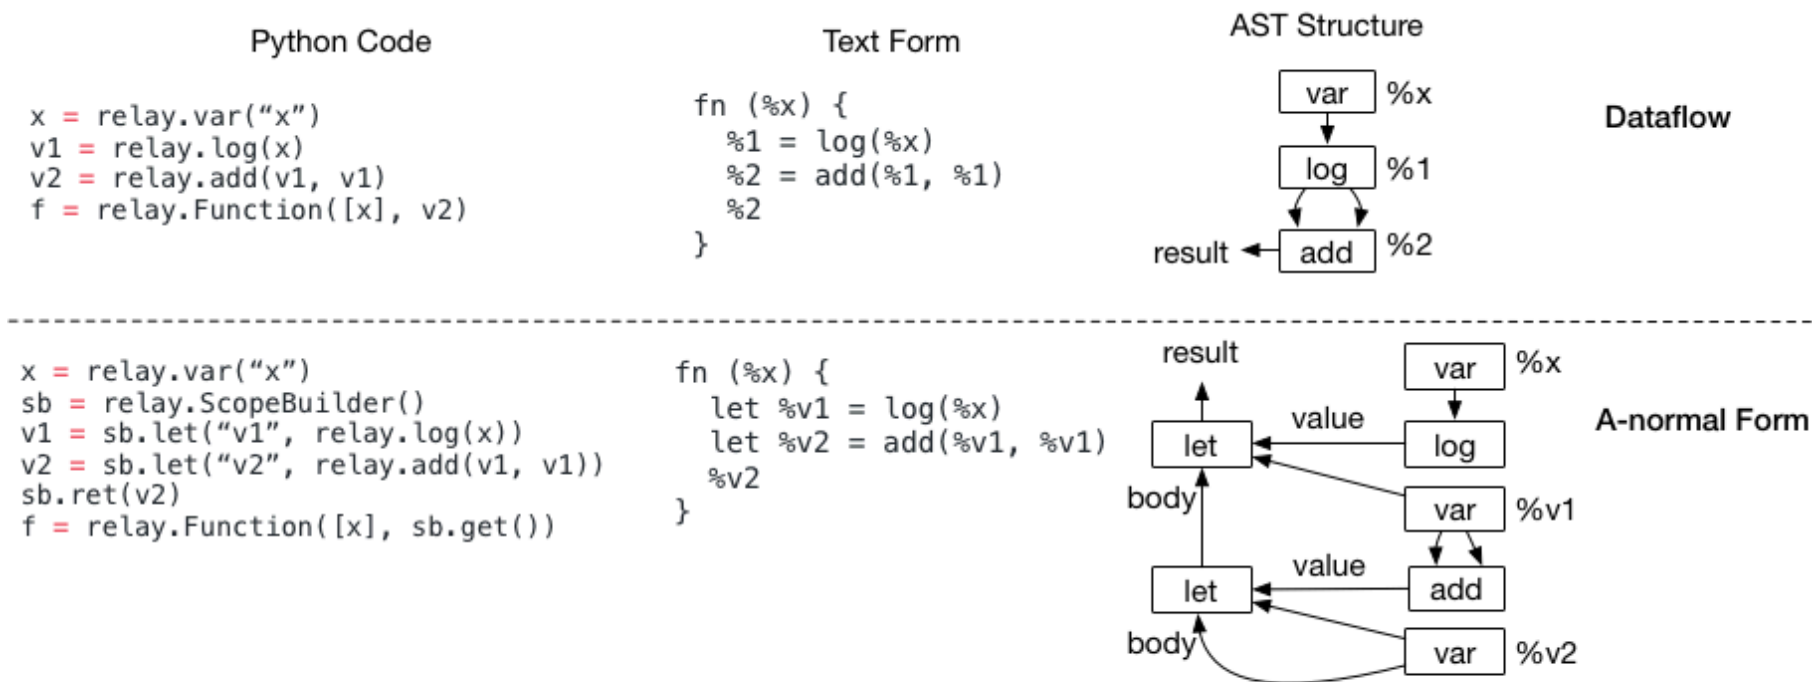 Python Code
Text Form
AST Structure
x = relay.var(“x”)
v1 = relay.log(x)
v2 = relay.add(v1, v1)
f = relay.Function([x], v2)
fn (%x) {
%1 = log(%x)
%2 = add(%1, %1)
%2
}
var %x
log %1
result add %2
Dataflow
x = relay.var(“x”)
sb = relay.ScopeBuilder()
v1 = sb.let(“v1”, relay.log(x))
v2 = sb.let(“v2”, relay.add(v1, v1))
sb.ret(v2)
f = relay.Function([x], sb.get())
fn (%x) {
let %v1 = log(%x)
let %v2 = add(%v1, %v1)
%v2
}
result
var %x
value
let
log
body
var %v1
value
let
add
body
var %v2
A-normal Form